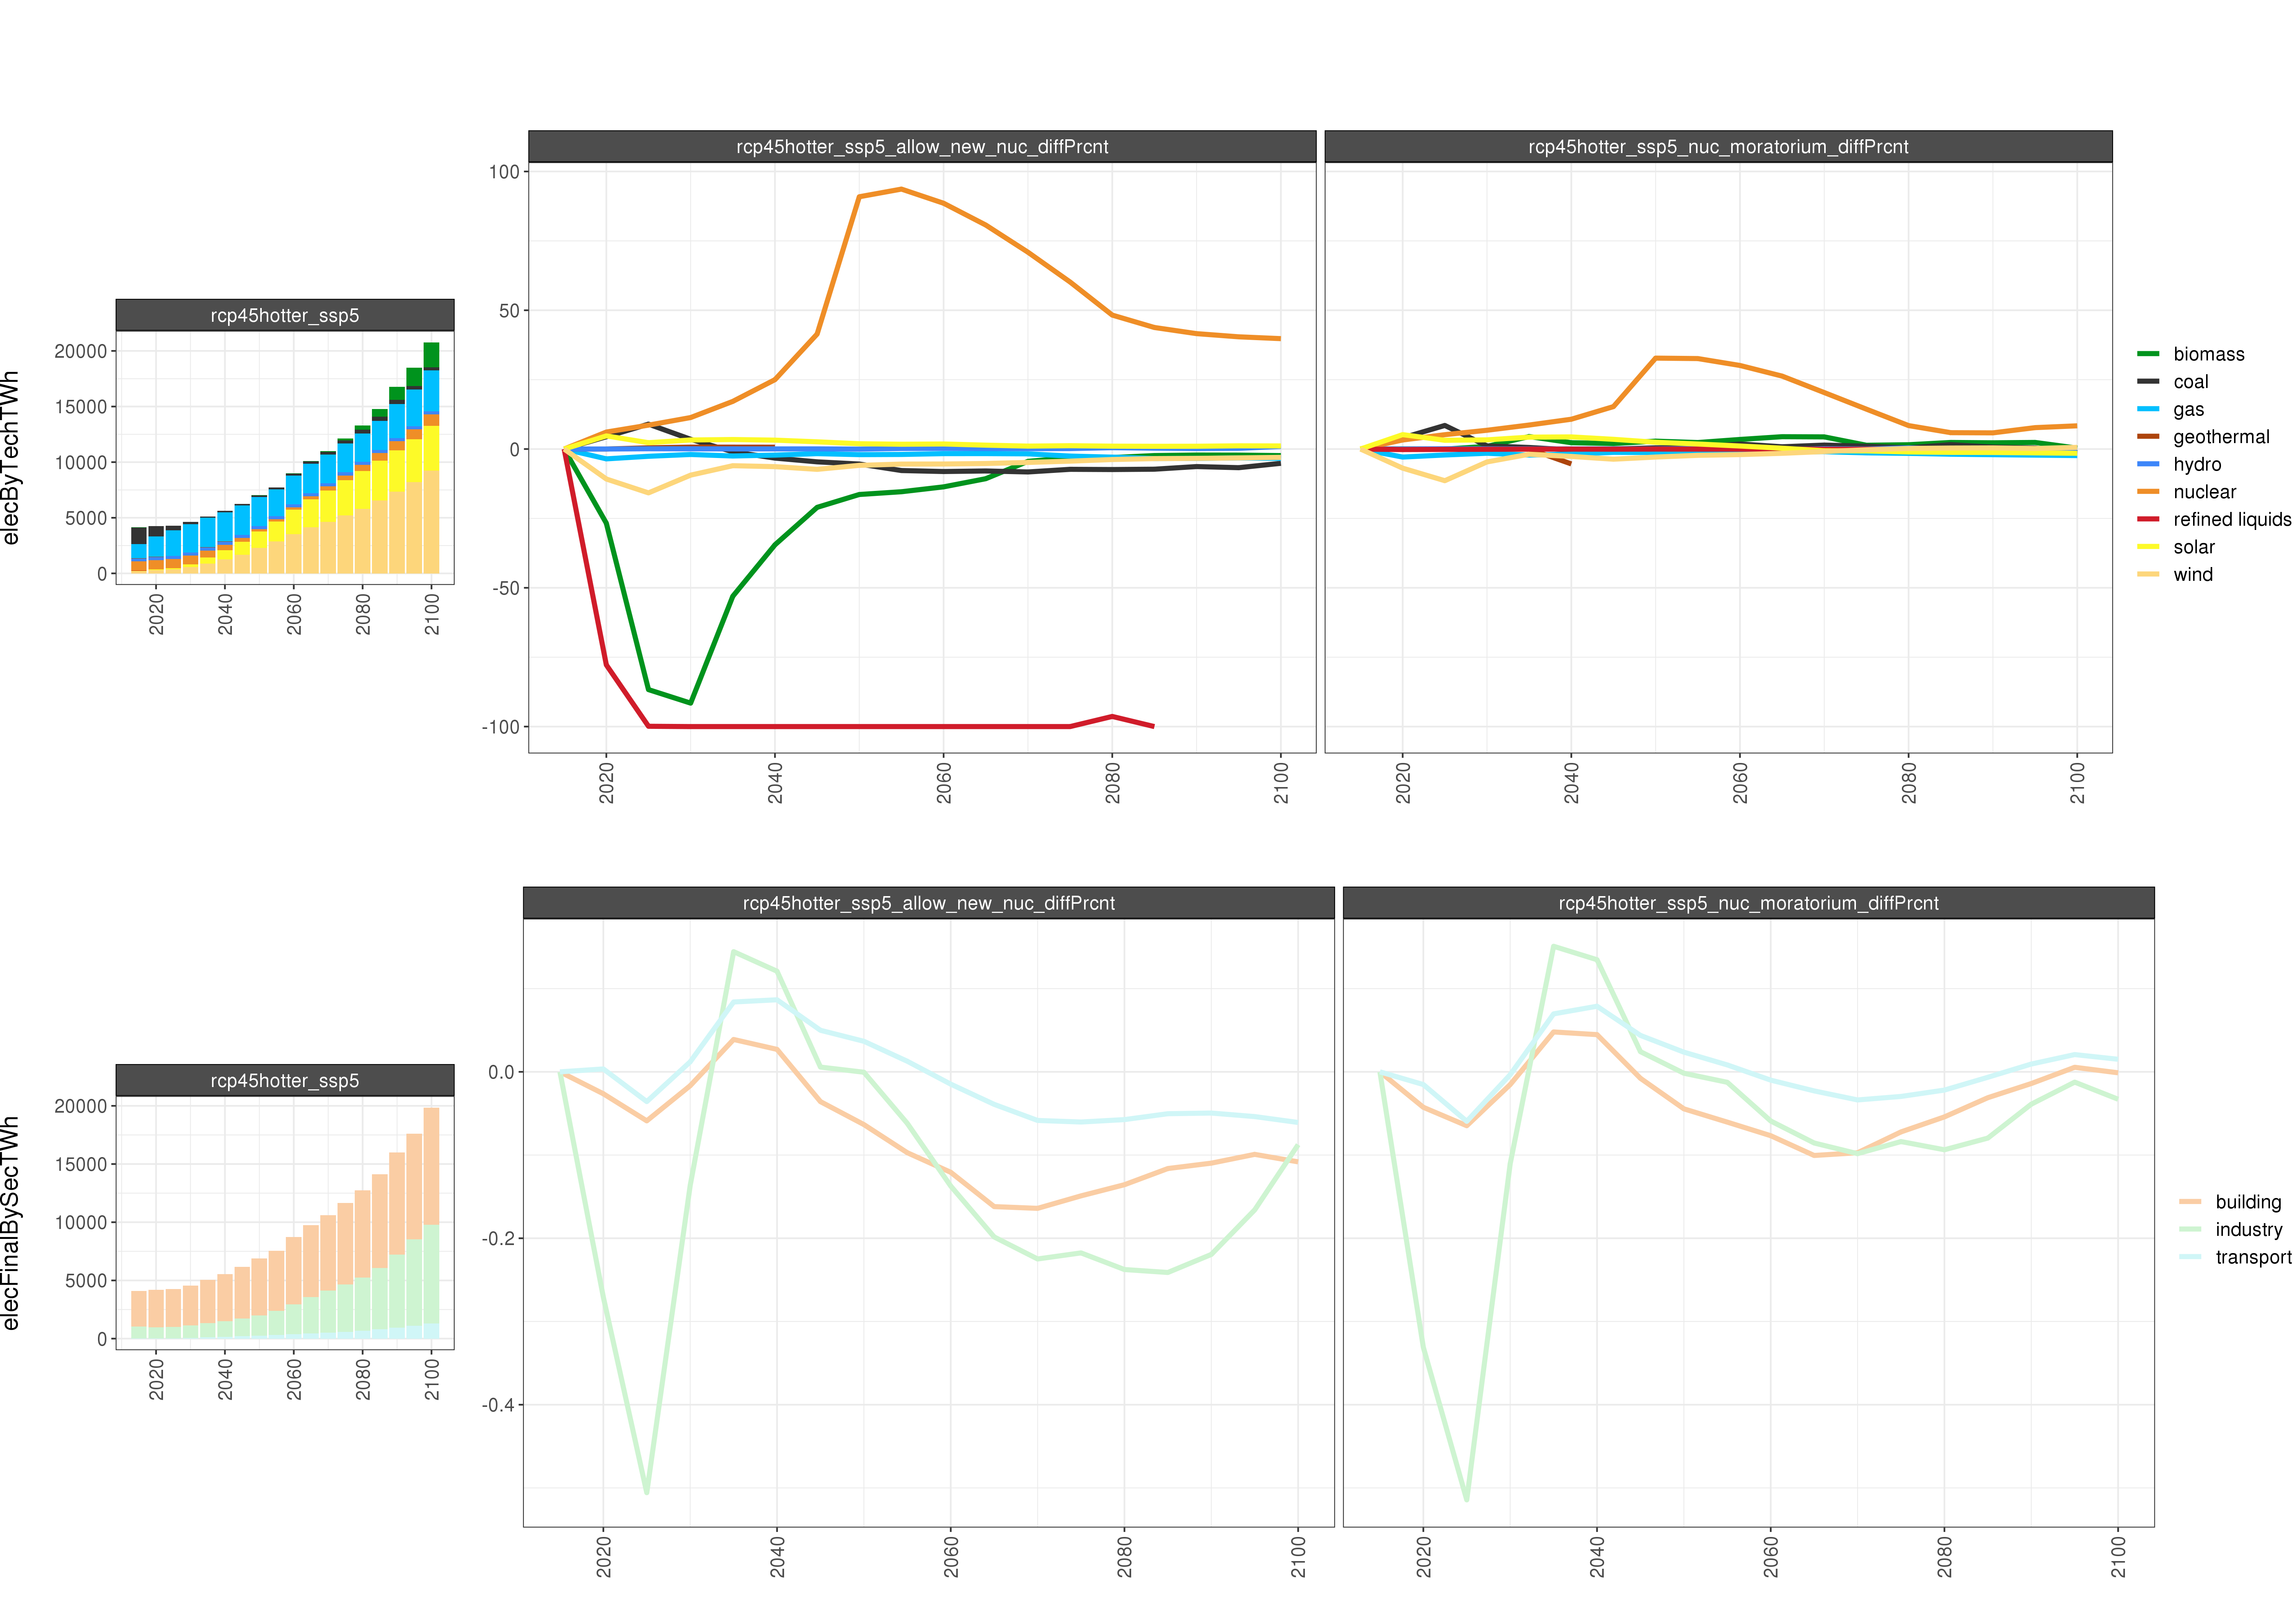 rcp45hotter_ssp5_allow_new_nuc_diffPrcnt
rcp45hotter_ssp5_nuc_moratorium_diffPrcnt
100
50
0
-50
-100
2020
2040
2060
2080
2100
2020
2040
2060
2080
2100
rcp45hotter_ssp5
elecByTechTWh
20000
15000
10000
5000
0
2020
2040
2060
2080
2100
biomass
coal
gas
geothermal
hydro
nuclear
refined liquids
solar
wind
rcp45hotter_ssp5_allow_new_nuc_diffPrcnt
rcp45hotter_ssp5_nuc_moratorium_diffPrcnt
0.0
-0.2
-0.4
2020
2040
2060
2080
2100
2020
2040
2060
2080
2100
rcp45hotter_ssp5
elecFinalBySecTWh
20000
15000
10000
5000
0
2020
2040
2060
2080
2100
building
industry
transport